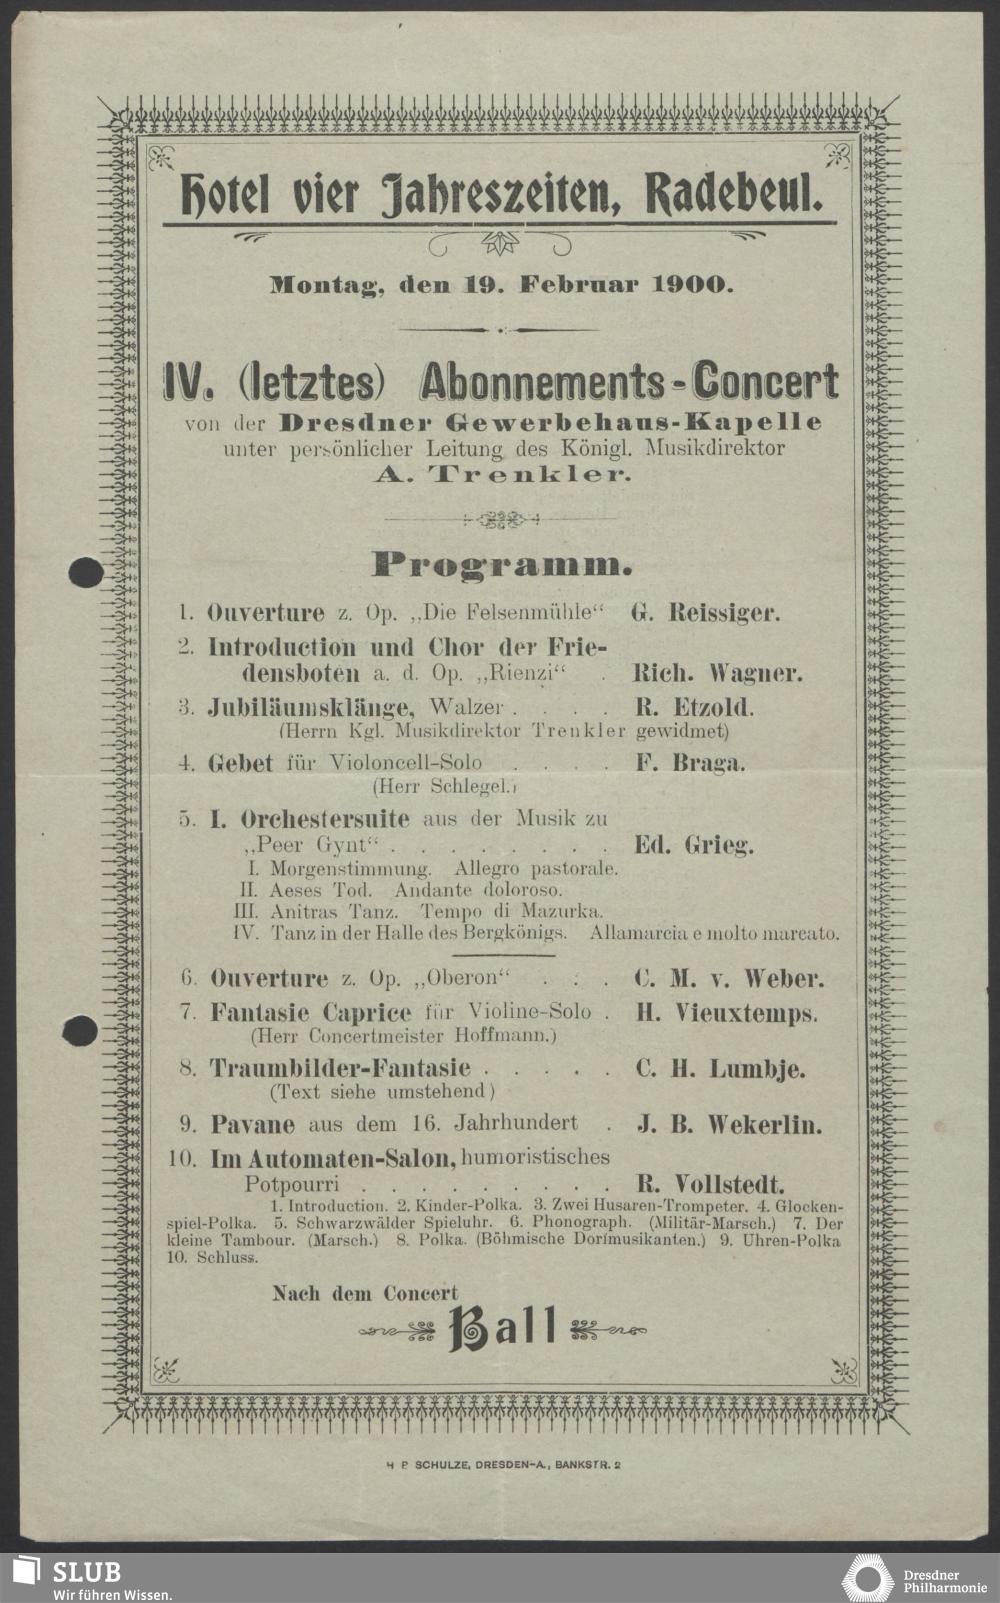 Hotel vier Jahreszeiten, Radebeul.
Montag, den 19. Februar 1900.
IV. (letztes) Abonnements-Concert
von der Dresdner Gewerbehaus-Kapelle
unter persönlicher Leitung des Königl. Musikdirektor
A. Trenkler.
Programm.
1. Ouverture z. Op. „Die Felsenmühle“ G. Reissiger.
2. Introduction und Chor der Frie-
densboten a. d. Op. „Rienzi“ . Rich. Wagner.
3. Jubiläumsklänge, Walzer . . . . R. Etzold.
(Herrn Kgl. Musikdirektor Trenkler gewidmet)
4. Gebet für Violoncell-Solo . . . . F. Braga.
(Herr Schlegel.)
5. I. Orchestersuite aus der Musik zu
„Peer Gynt“ . . . . . . . . Ed. Grieg.
I. Morgenstimmung. Allegro pastorale.
II. Aeses Tod. Andante doloroso.
III. Anitras Tanz. Tempo di Mazurka.
IV. Tanz in der Halle des Bergkönigs. Allamarcia e molto marcato.
6. Ouverture z. Op. „Oberon“ . . . C. M. v. Weber.
7. Fantasie Caprice für Violine-Solo . H. Vieuxtemps.
(Herr Concertmeister Hoffmann.)
8. Traumbilder-Fantasie . . . . . C. H. Lumbje.
(Text siehe umstehend)
9. Pavane aus dem 16. Jahrhundert . J. B. Wekerlin.
10. Im Automaten-Salon, humoristisches
Potpourri . . . . . . . . . R. Vollstedt.
1. Introduction. 2. Kinder-Polka. 3. Zwei Husaren-Trompeter. 4. Glocken-
spiel-Polka. 5. Schwarzwälder Spieluhr. 6. Phonograph. (Militär-Marsch.) 7. Der
kleine Tambour. (Marsch.) 8. Polka. (Böhmische Dorfmusikanten.) 9. Uhren-Polka
10. Schluss.
Nach dem Concert
Ball
H P SCHULZE, DRESDEN-A., BANKSTR. 2
SLUB
Wir führen Wissen.
Dresdner
Philharmonie